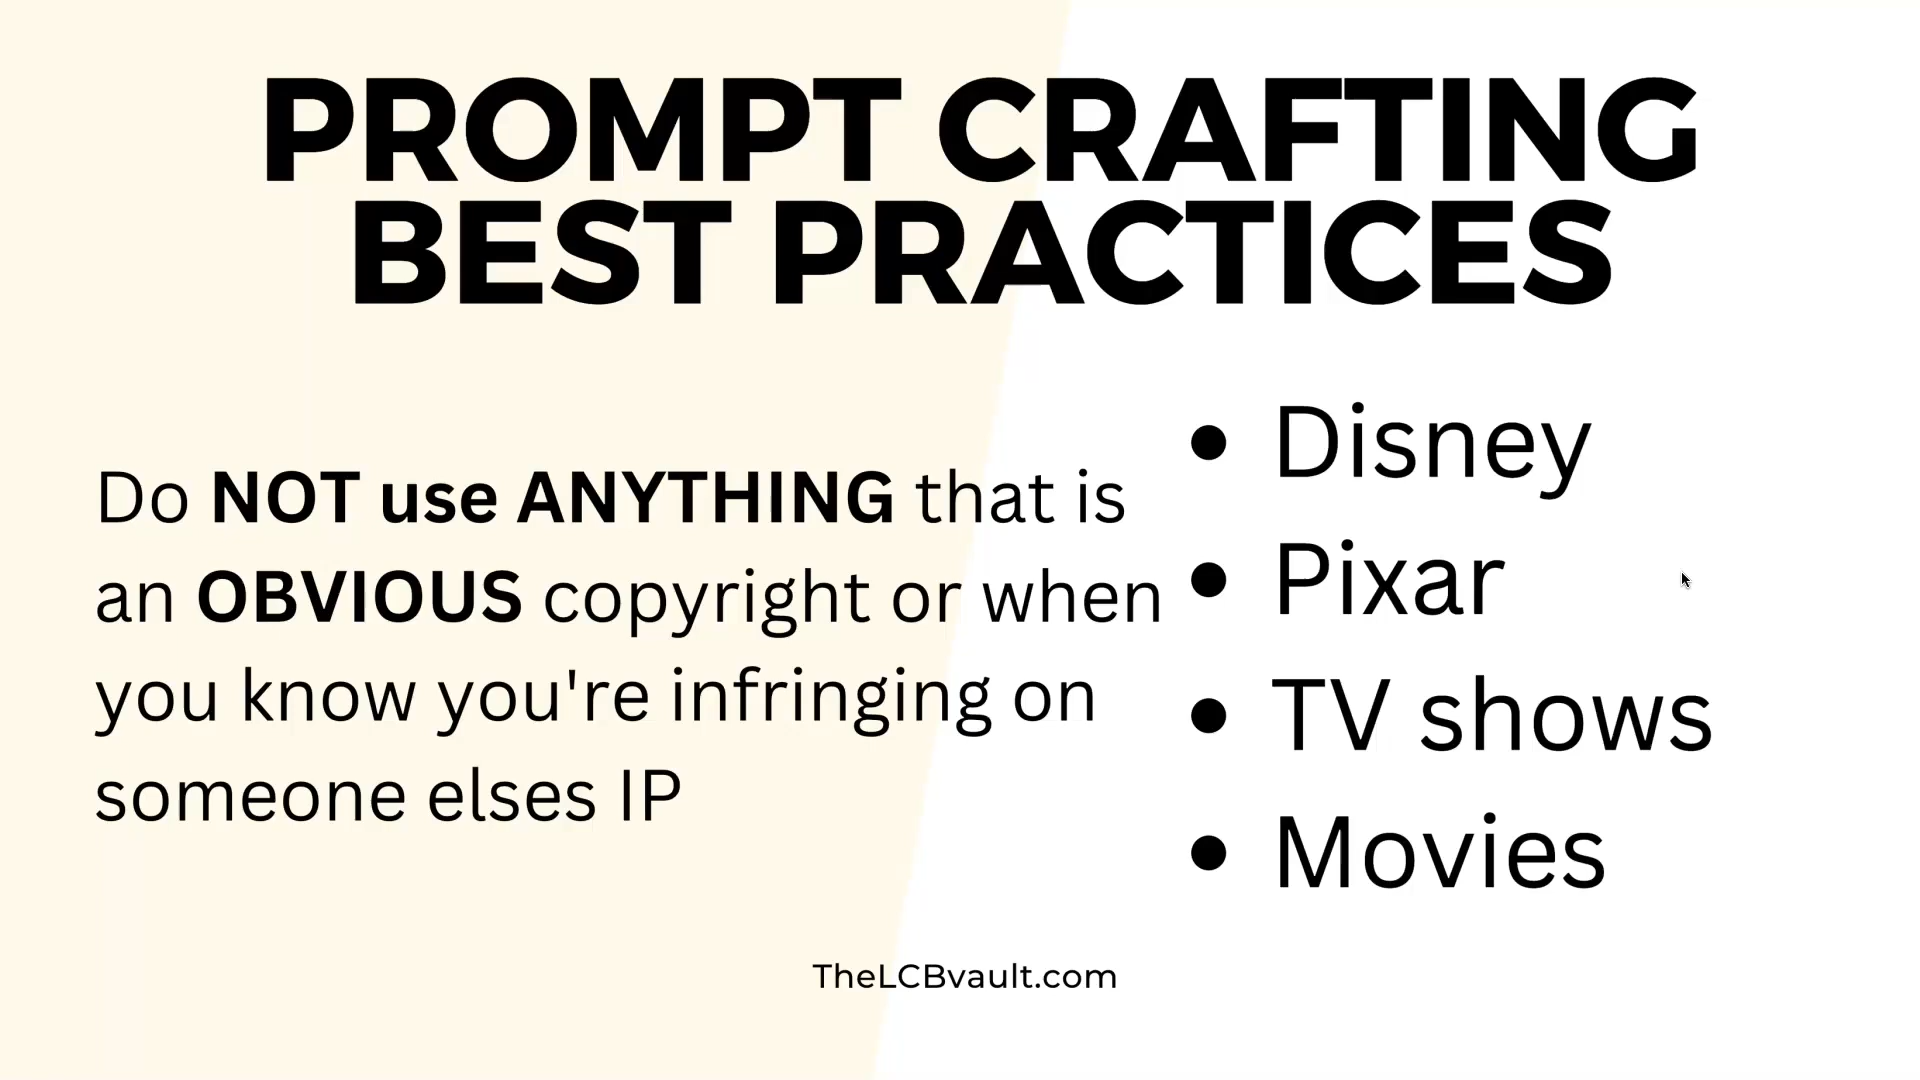 PROMPT CRAFTING
BEST PRACTICES
Do NOT use ANYTHING that is
an OBVIOUS copyright or when
you know you're infringing on
someone elses IP
• Disney
• Pixar
• TV shows
• Movies
TheLCBvault.com